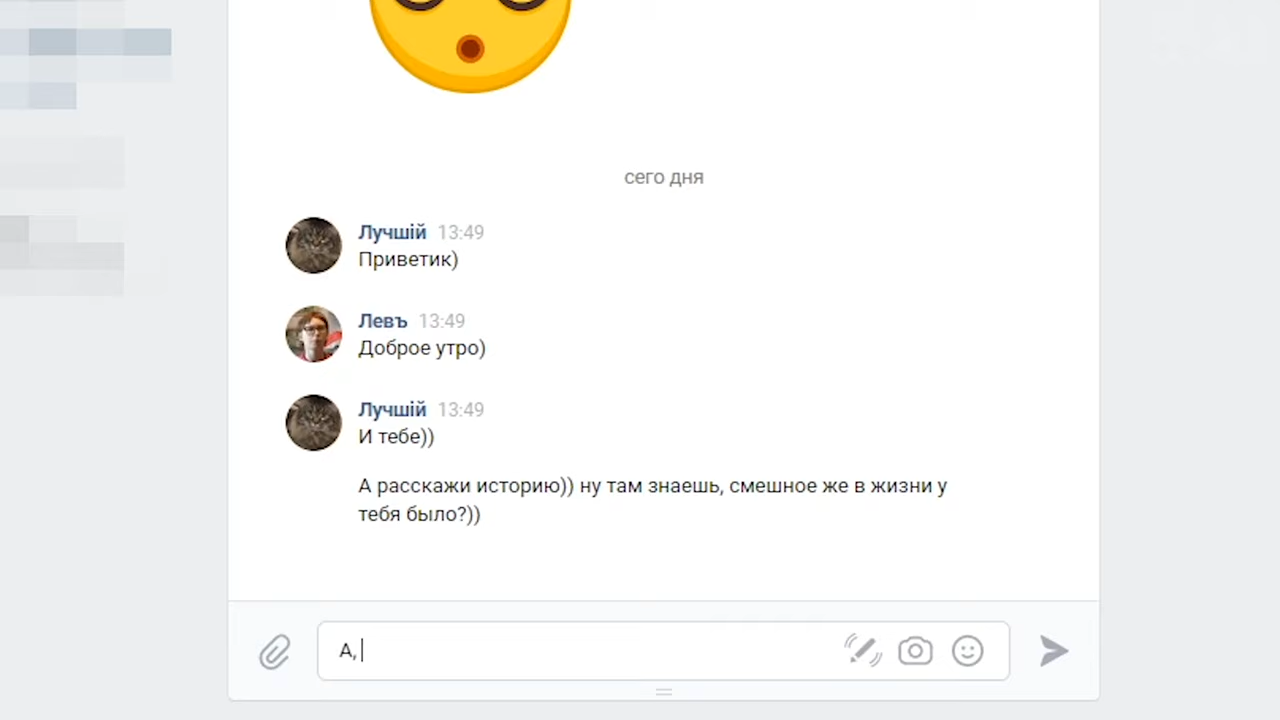 сего дня
Лучшій 13:49
Приветик)
Левъ 13:49
Доброе утро)
Лучшій 13:49
И тебе))
А расскажи историю)) ну там знаешь, смешное же в жизни у
тебя было?))
А,